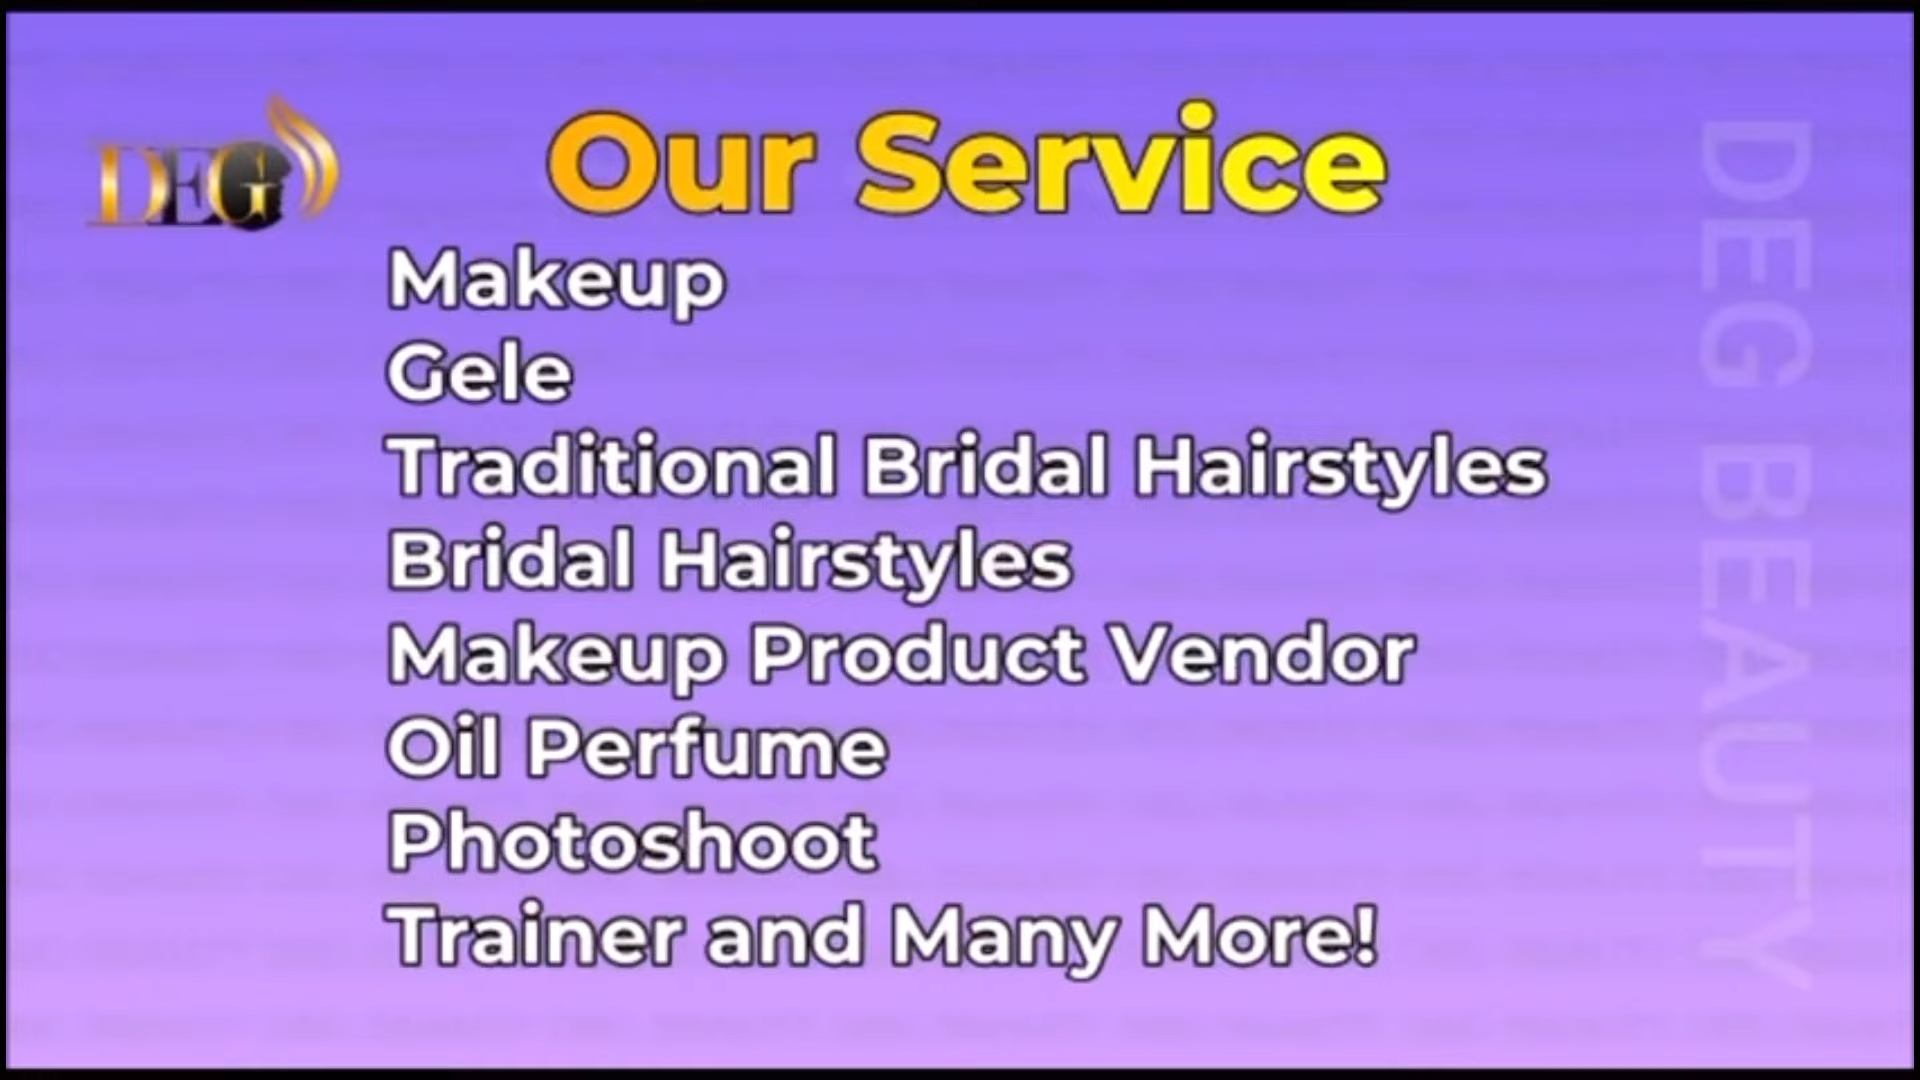 DEG
Our Service
Makeup
Gele
Traditional Bridal Hairstyles
Bridal Hairstyles
Makeup Product Vendor
Oil Perfume
Photoshoot
Trainer and Many More!
DEG BEAUTY